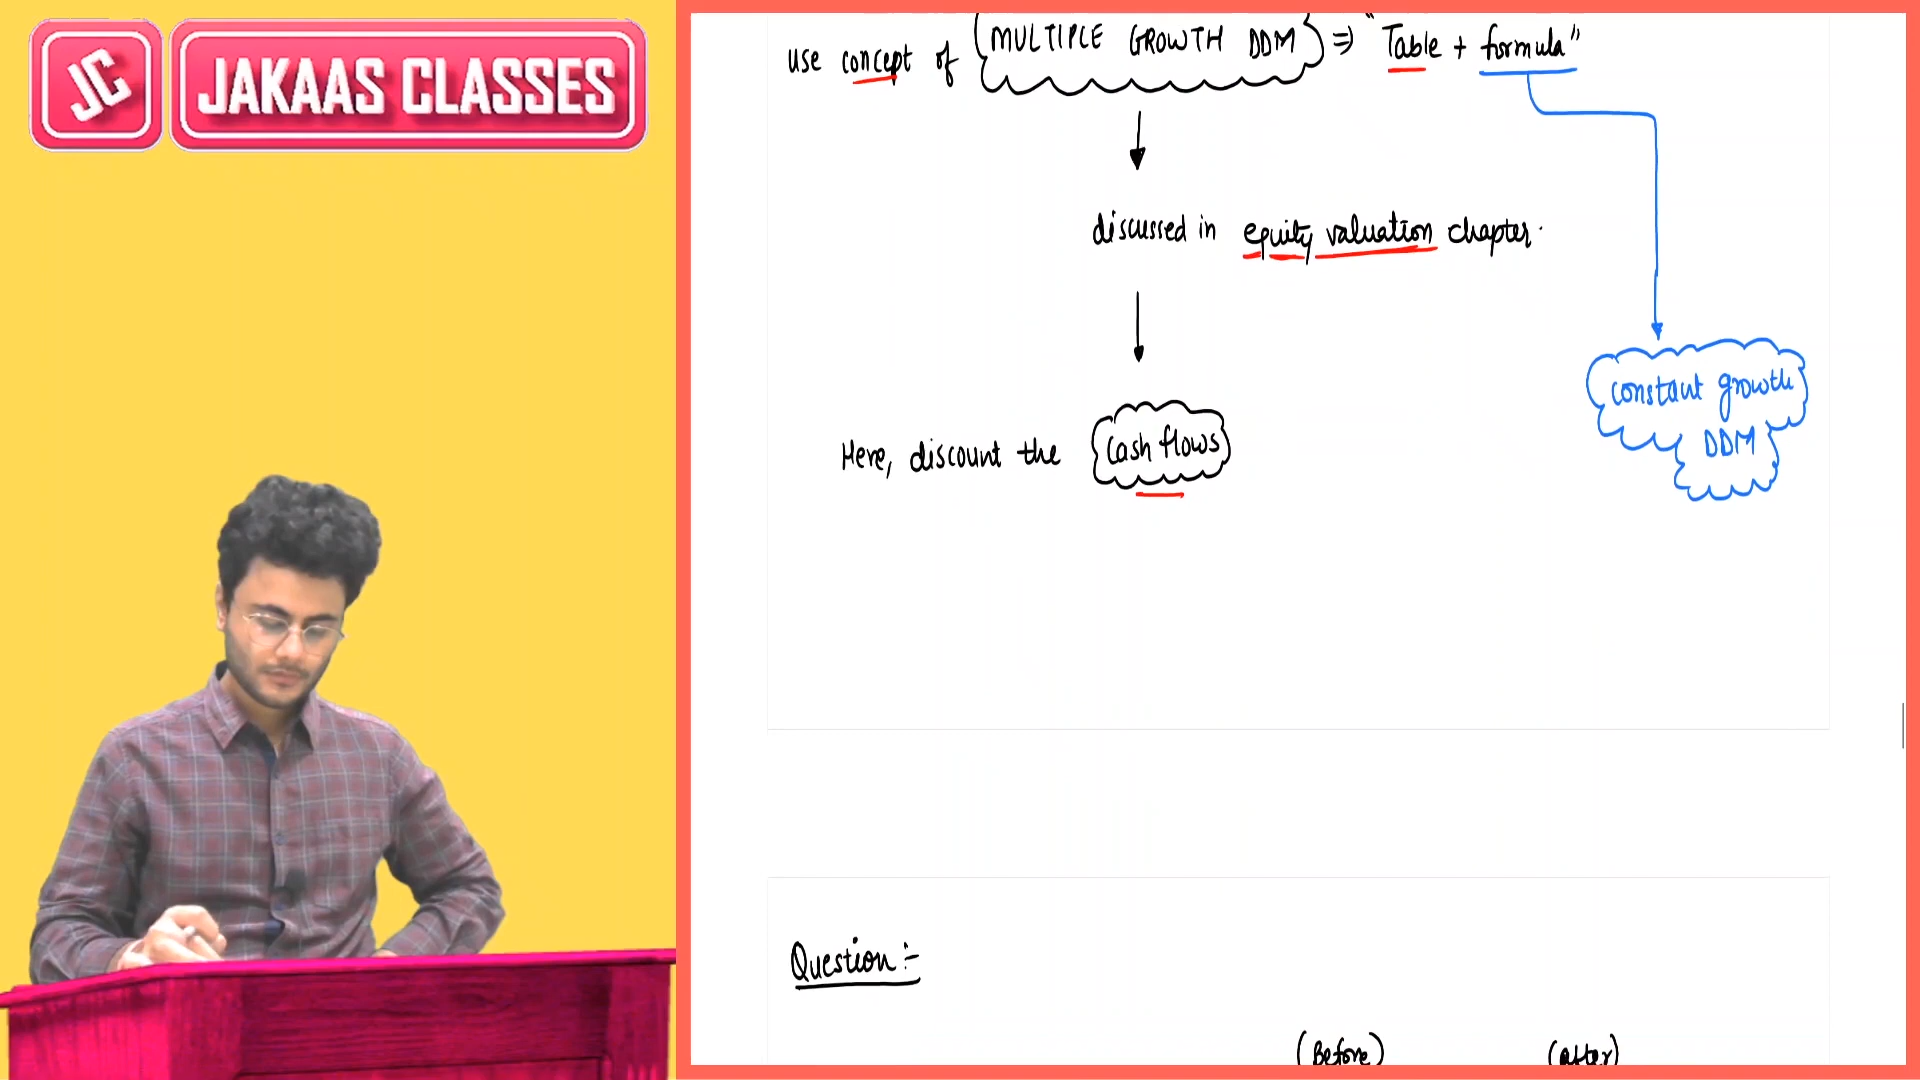 JC
JAKAAS CLASSES
use concept of MULTIPLE GROWTH DDM ⇒ "Table + formula"
discussed in equity valuation chapter.
constant growth
DDM
Here, discount the cash flows
Question :-
(Before) (after)